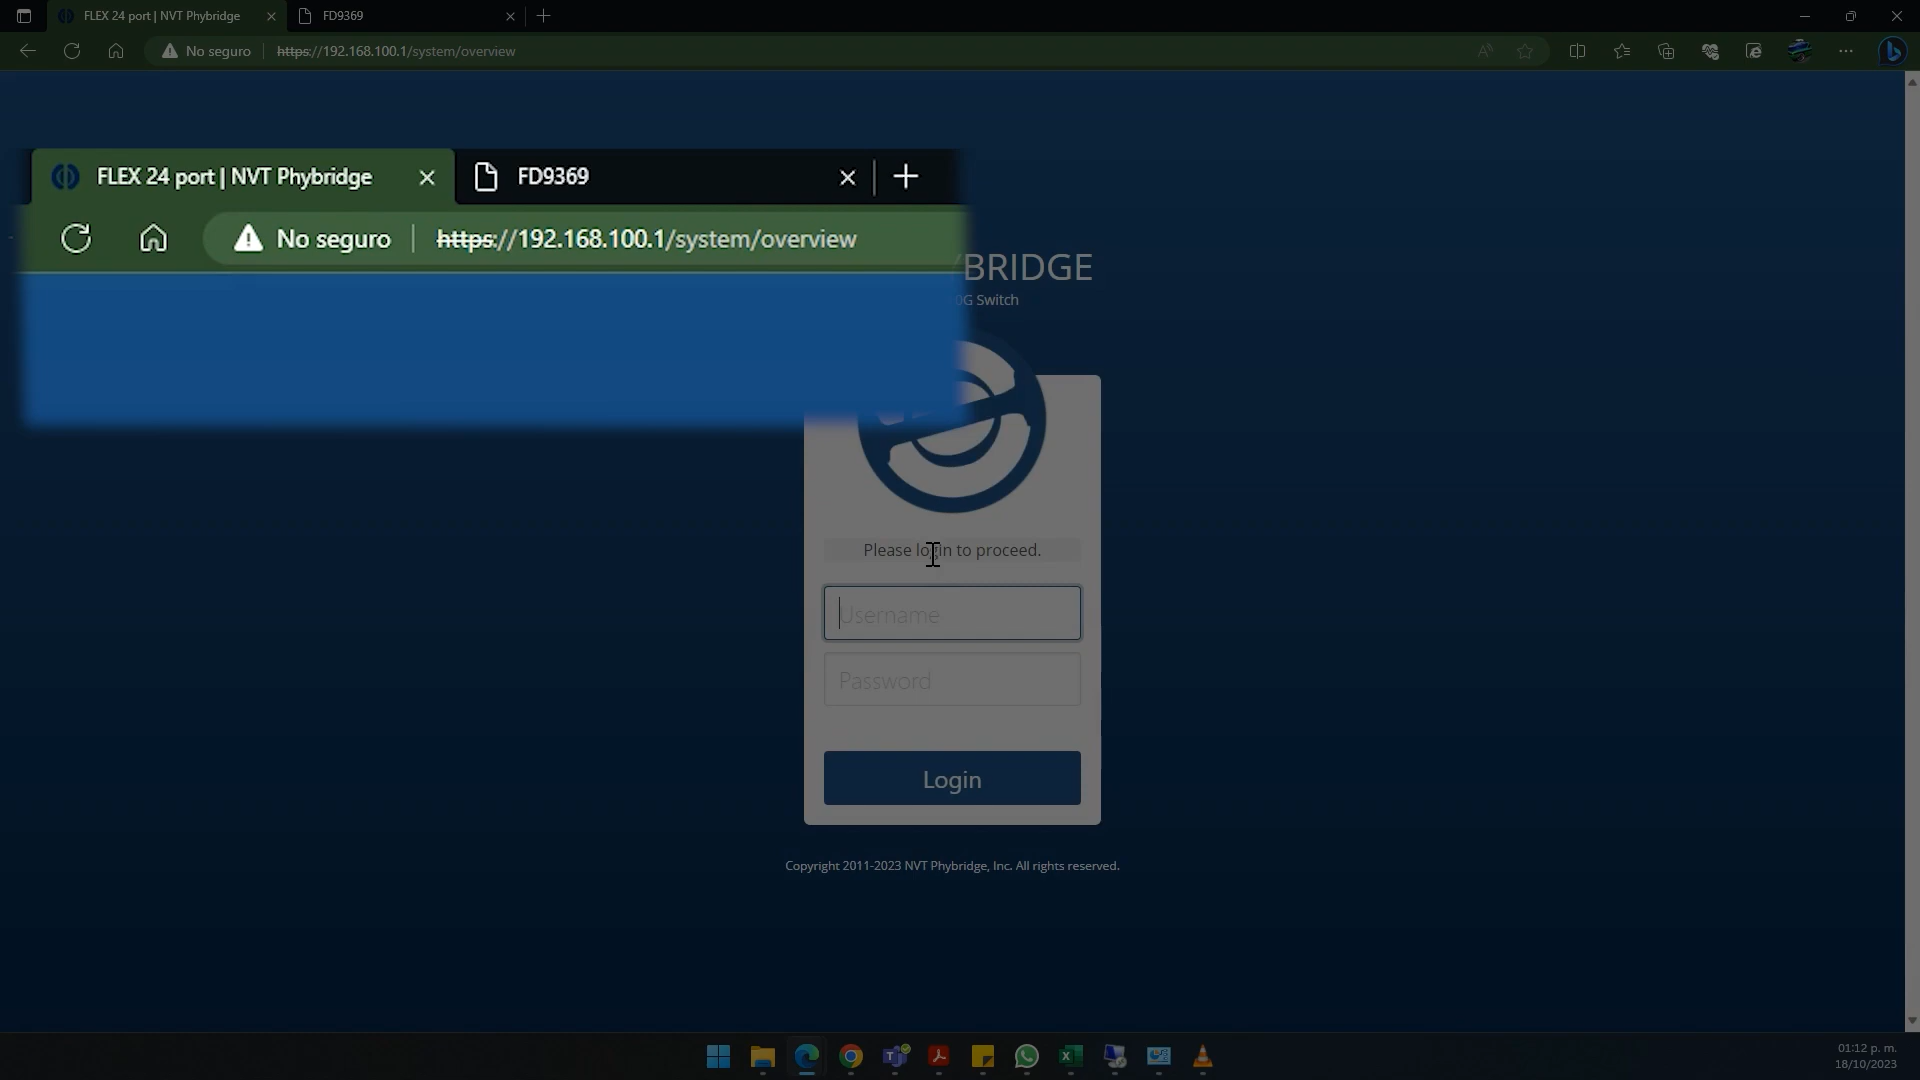 FLEX 24 port | NVT Phybridge
FD9369
No seguro
https://192.168.100.1/system/overview
FLEX 24 port | NVT Phybridge
FD9369
No seguro
https://192.168.100.1/system/overview
BRIDGE
0G Switch
Please login to proceed.
Username
Password
Login
Copyright 2011-2023 NVT Phybridge, Inc. All rights reserved.
01:12 p. m.
18/10/2023